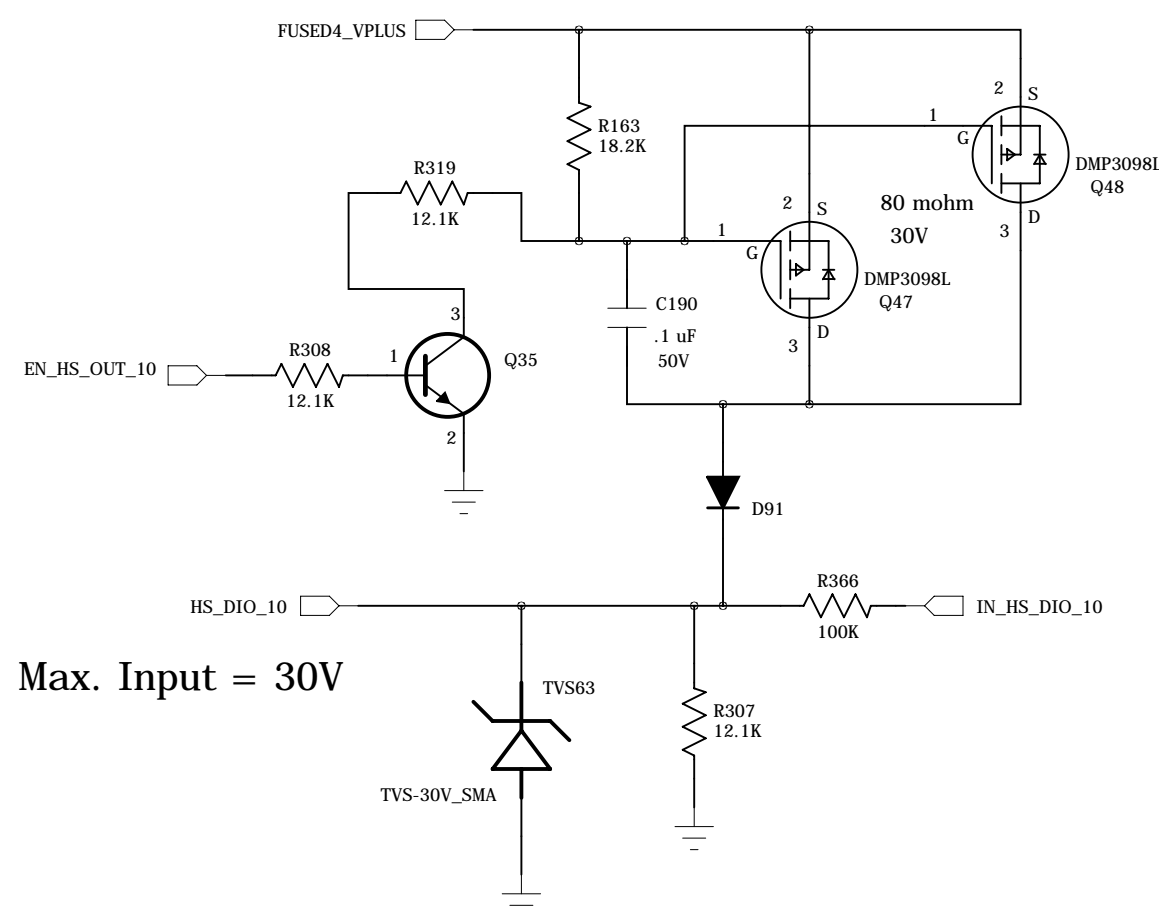 FUSED4_VPLUS
2
S
R163
18.2K
1
G
DMP3098L
Q48
R319
12.1K
80 mohm
30V
D
3
2
S
1
G
DMP3098L
Q47
C190
.1 uF
50V
D
3
3
R308
12.1K
EN_HS_OUT_10
1
Q35
2
D91
HS_DIO_10
R366
100K
IN_HS_DIO_10
Max. Input = 30V
TVS63
R307
12.1K
TVS-30V_SMA